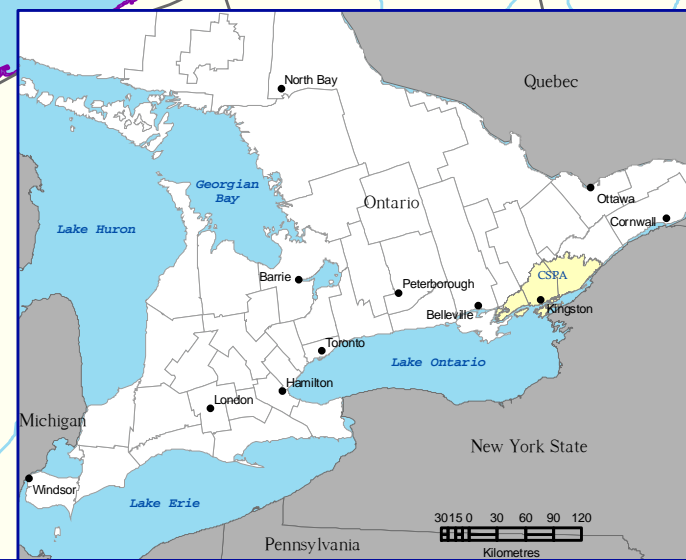 North Bay
Quebec
Georgian
Bay
Ontario
Ottawa
Cornwall
Lake Huron
Barrie
CSPA
Peterborough
Belleville
Kingston
Toronto
Lake Ontario
Hamilton
London
Michigan
New York State
Windsor
Lake Erie
30 15 0 30 60 90 120
Kilometres
Pennsylvania